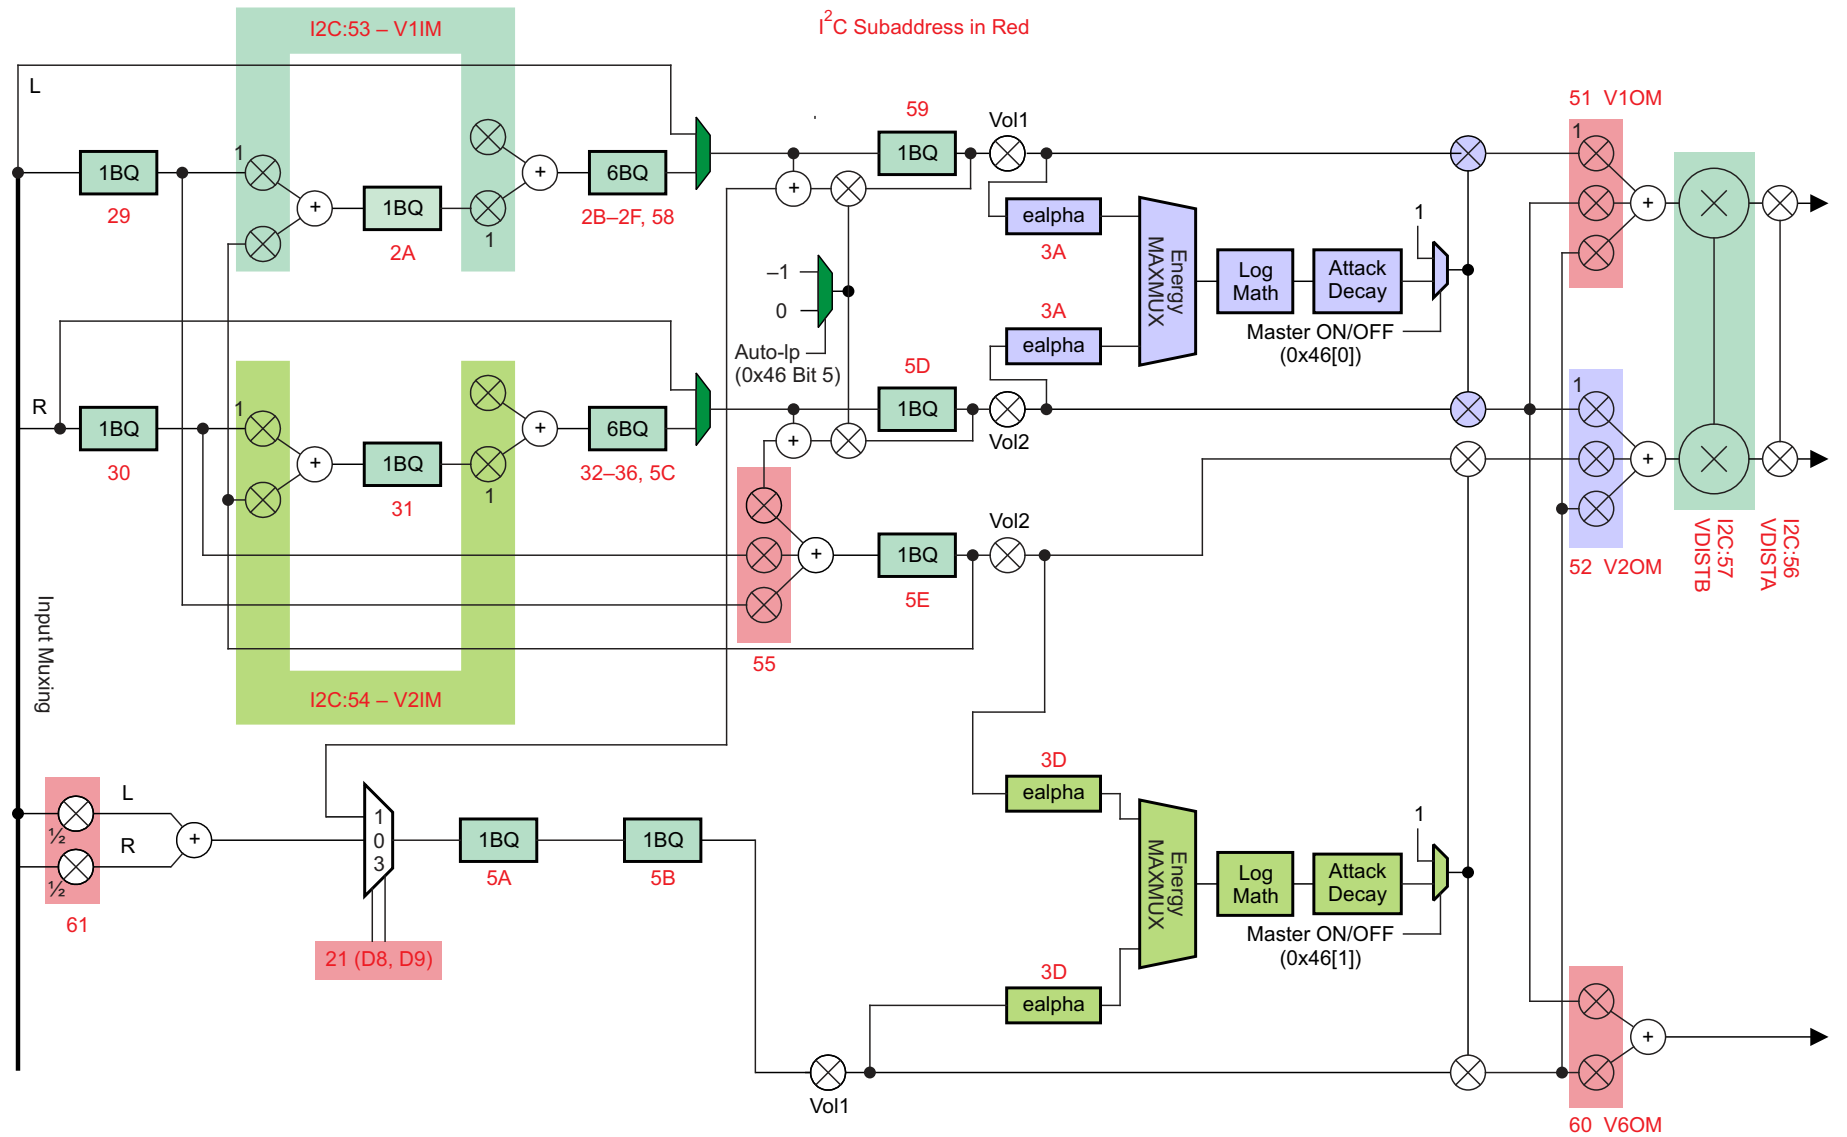 I2C:53 – V1IM
I2C Subaddress in Red
L
51 V1OM
59
Vol1
1
1
1BQ
1BQ
6BQ
1BQ
+
+
+
+
+
29
1BQ
2B–2F, 58
ealpha
2A
1
3A
1
Energy
MAXMUX
Log
Math
Attack
Decay
–1
0
3A
Master ON/OFF
(0x46[0])
ealpha
Auto-lp
(0x46 Bit 5)
5D
R
1
1BQ
6BQ
1BQ
1
+
+
+
+
Vol2
30
1BQ
32–36, 5C
31
1
I2C:57
VDISTB
I2C:56
VDISTA
Vol2
+
1BQ
52 V2OM
5E
55
Input Muxing
I2C:54 – V2IM
3D
ealpha
L
1
½
1
0
3
+
R
1BQ
1BQ
Energy
MAXMUX
Log
Math
Attack
Decay
½
5A
5B
61
Master ON/OFF
(0x46[1])
21 (D8, D9)
3D
ealpha
+
Vol1
60 V6OM